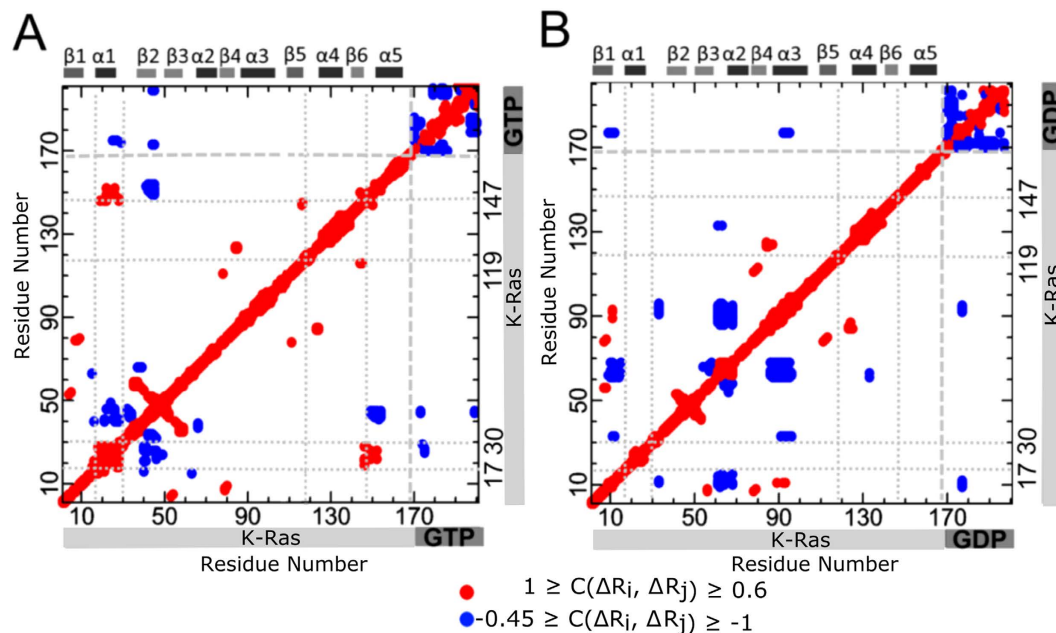 A
β1 α1 β2 β3 α2 β4 α3 β5 α4 β6 α5
GTP
170
147
130
119
90
50
30
17
10
Residue Number
K-Ras
10 50 90 130 170
K-Ras GTP
Residue Number
B
β1 α1 β2 β3 α2 β4 α3 β5 α4 β6 α5
GDP
170
147
130
119
90
50
30
17
10
Residue Number
K-Ras
10 50 90 130 170
K-Ras GDP
Residue Number
1 ≥ C(ΔRi, ΔRj) ≥ 0.6
-0.45 ≥ C(ΔRi, ΔRj) ≥ -1